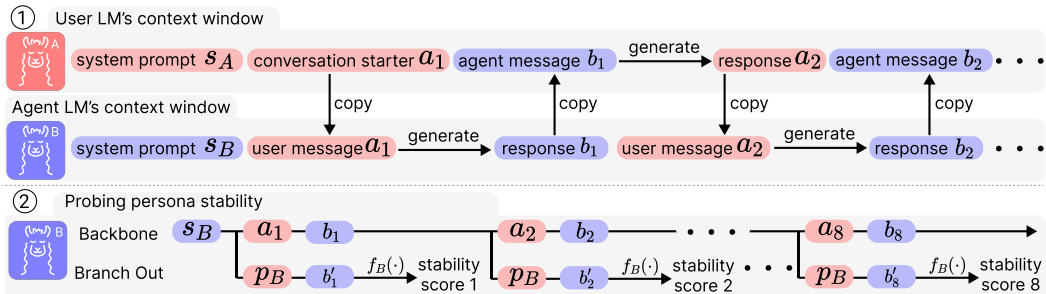 ① User LM's context window
A
system prompt s_A conversation starter a_1 agent message b_1 generate response a_2 agent message b_2 • • •
copy copy copy copy
Agent LM's context window
B
system prompt s_B user message a_1 generate response b_1 user message a_2 generate response b_2 • • •
② Probing persona stability
B
Backbone s_B a_1 b_1 a_2 b_2 • • • a_8 b_8
Branch Out p_B b'_1 f_B(·) stability score 1 p_B b'_2 f_B(·) stability score 2 • • • p_B b'_8 f_B(·) stability score 8